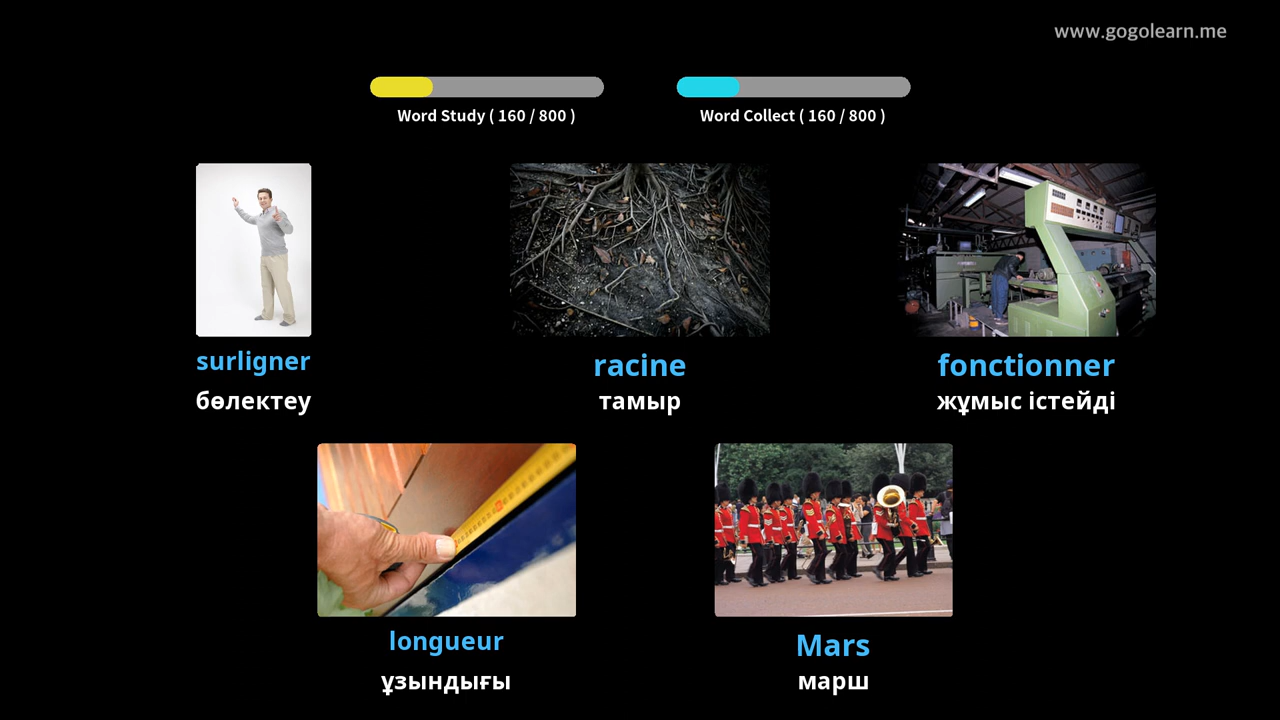 www.gogolearn.me
Word Study ( 160 / 800 )
Word Collect ( 160 / 800 )
surligner
бөлектеу
racine
тамыр
fonctionner
жұмыс істейді
longueur
ұзындығы
Mars
марш